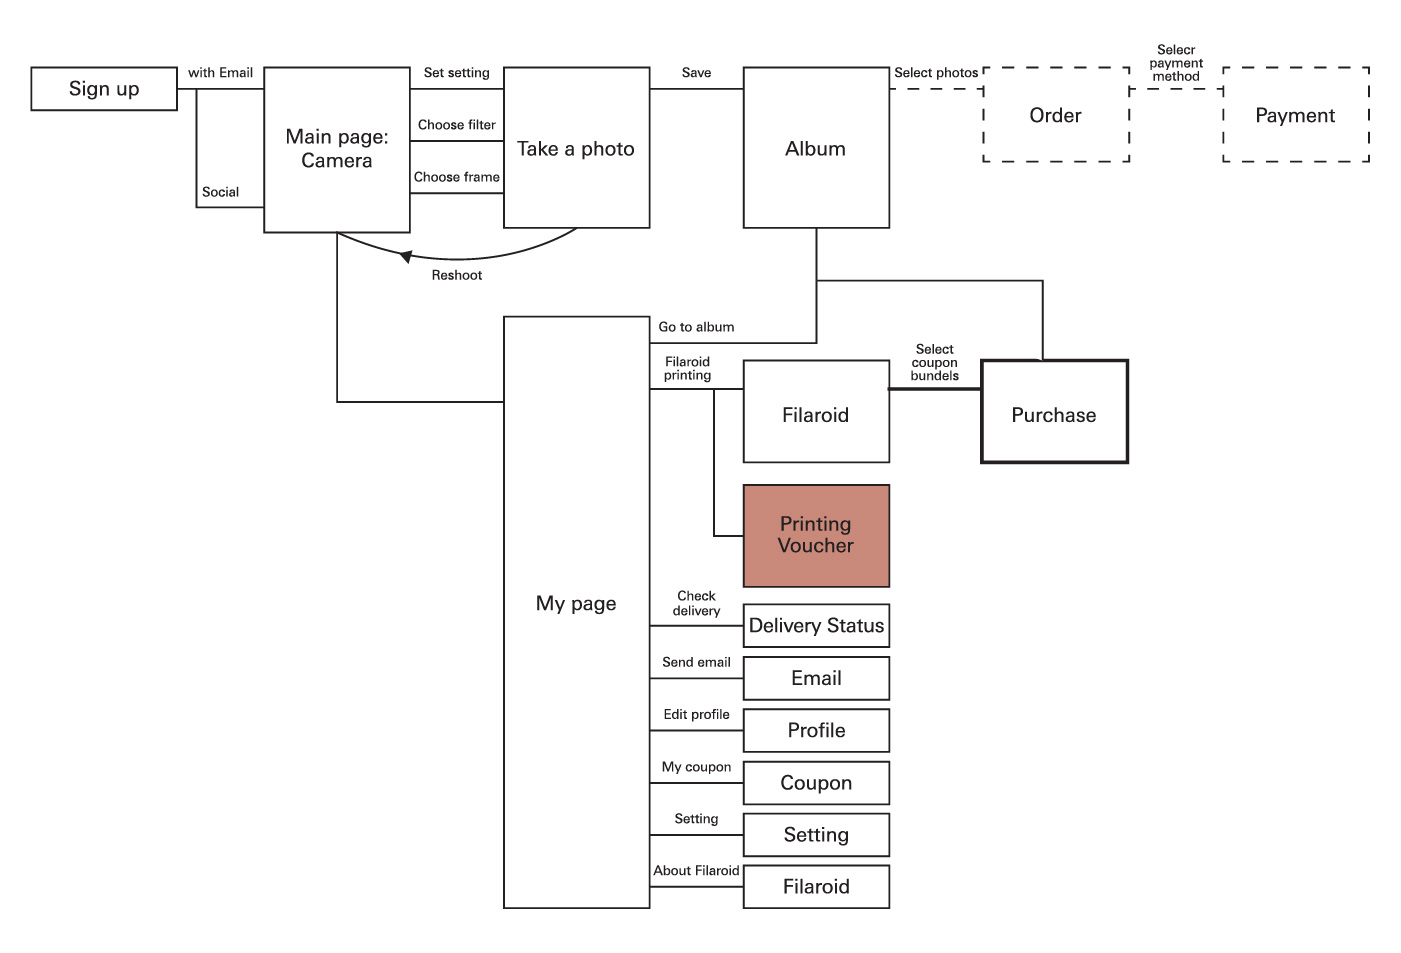 Sign up
with Email
Social
Main page:
Camera
Set setting
Choose filter
Choose frame
Take a photo
Reshoot
Save
Album
Select photos
Order
Selecr
payment
method
Payment
My page
Go to album
Filaroid
printing
Filaroid
Select
coupon
bundels
Purchase
Printing
Voucher
Check
delivery
Delivery Status
Send email
Email
Edit profile
Profile
My coupon
Coupon
Setting
Setting
About Filaroid
Filaroid